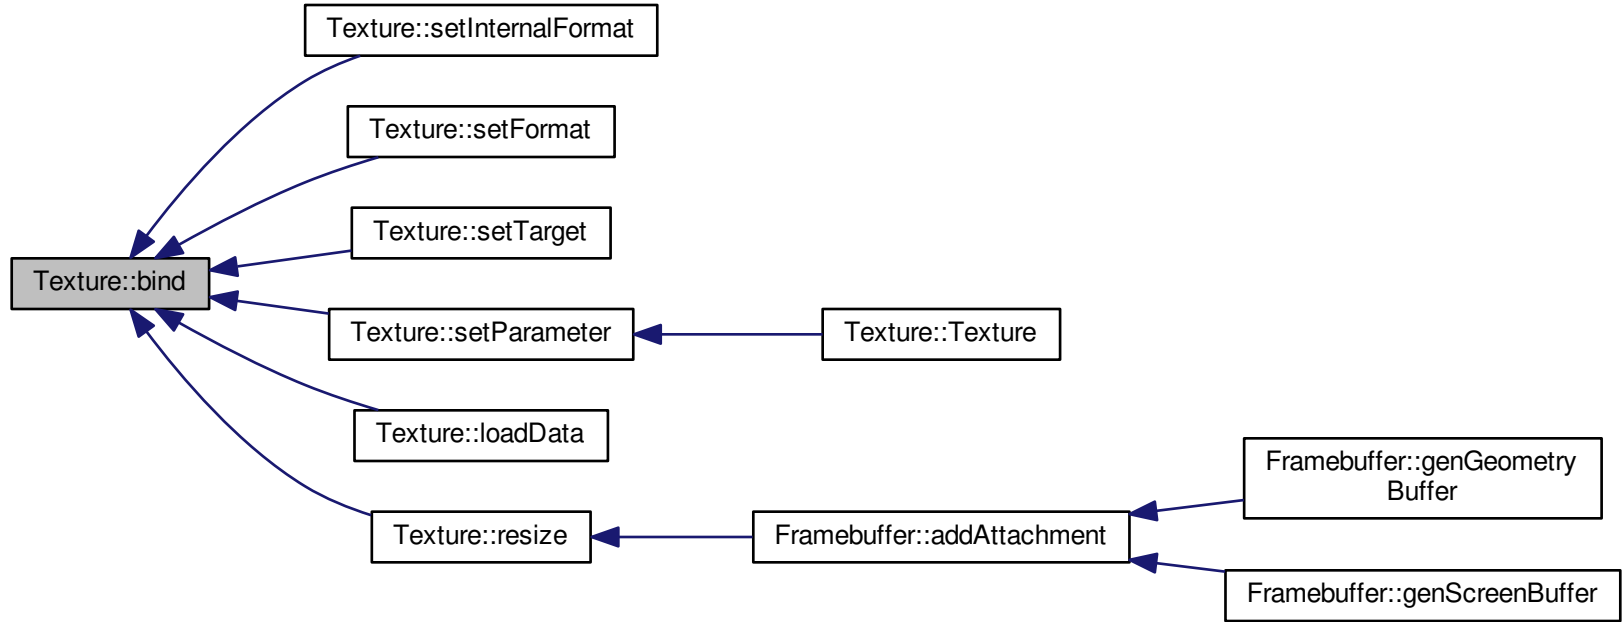 Texture::setInternalFormat
Texture::setFormat
Texture::setTarget
Texture::bind
Texture::setParameter
Texture::Texture
Texture::loadData
Framebuffer::genGeometry
Buffer
Texture::resize
Framebuffer::addAttachment
Framebuffer::genScreenBuffer